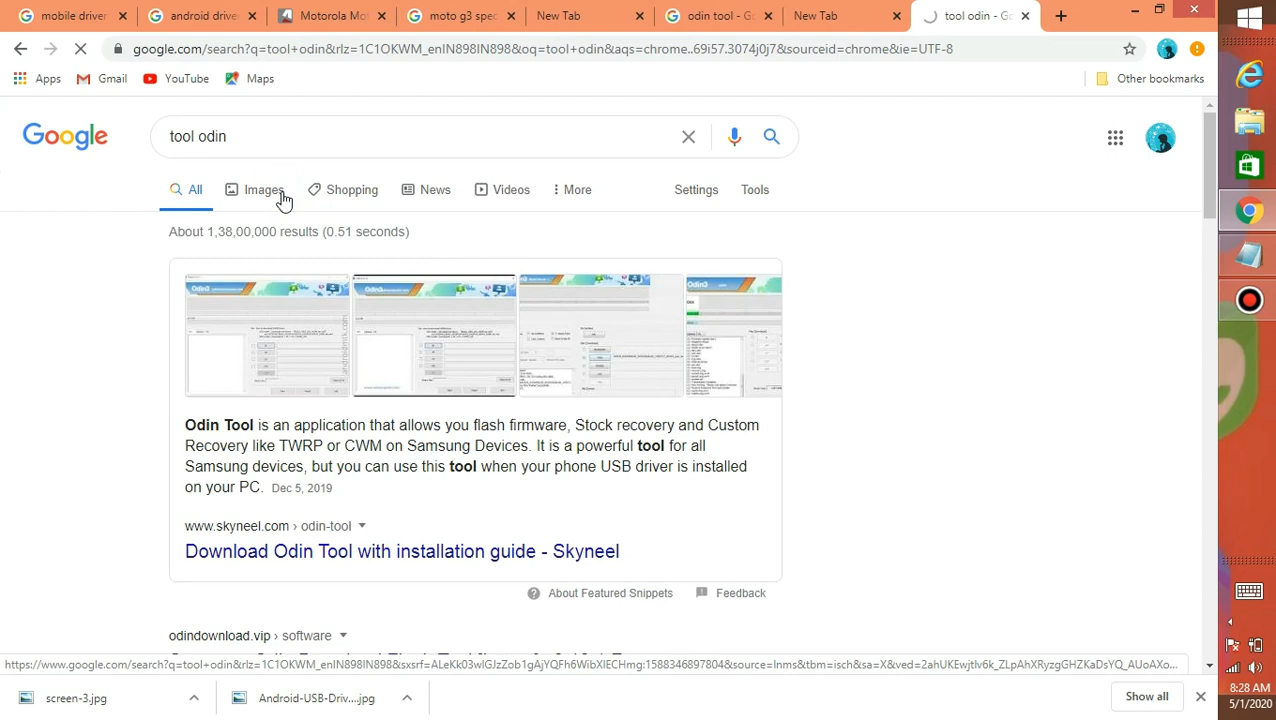 mobile driver
android drive
Motorola Mo
moto g3 spec
New Tab
odin tool - G
New Tab
tool odin - Go
google.com/search?q=tool+odin&rlz=1C1OKWM_enIN898IN898&oq=tool+odin&aqs=chrome..69i57.3074j0j7&sourceid=chrome&ie=UTF-8
Apps
Gmail
YouTube
Maps
Other bookmarks
Google
tool odin
All
Images
Shopping
News
Videos
More
Settings
Tools
About 1,38,00,000 results (0.51 seconds)
Odin3
Odin3
Odin3
Odin Tool is an application that allows you flash firmware, Stock recovery and Custom
Recovery like TWRP or CWM on Samsung Devices. It is a powerful tool for all
Samsung devices, but you can use this tool when your phone USB driver is installed
on your PC. Dec 5, 2019
www.skyneel.com › odin-tool
Download Odin Tool with installation guide - Skyneel
About Featured Snippets
Feedback
odindownload.vip › software
screen-3.jpg
Android-USB-Driv....jpg
Show all
8:28 AM
5/1/2020